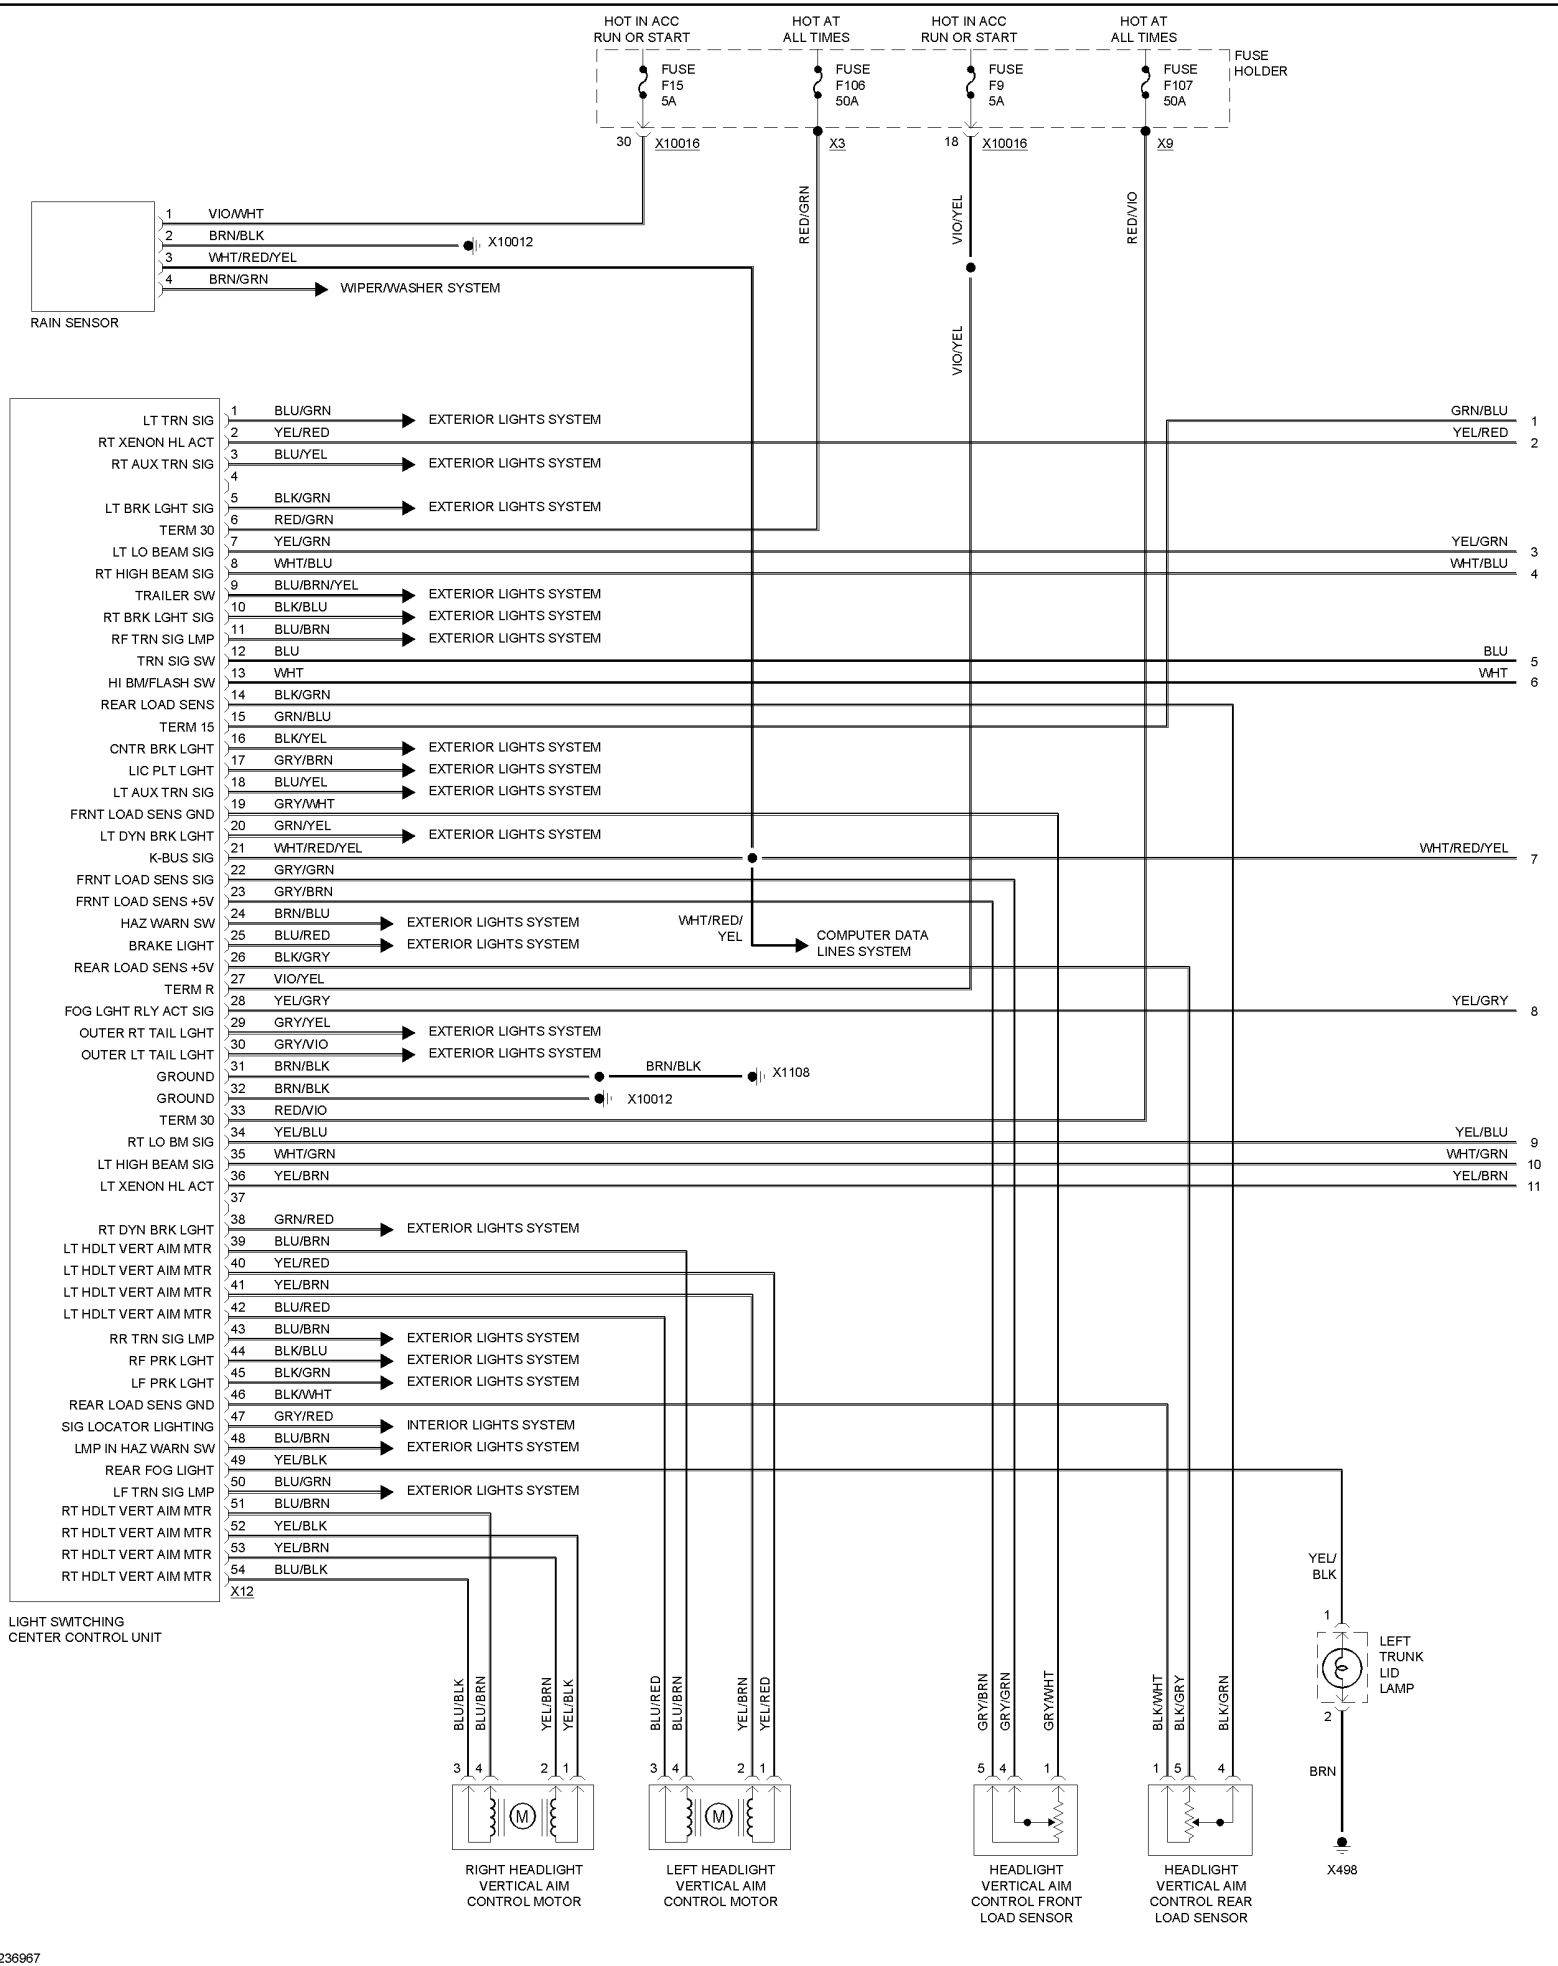 HOT IN ACC
RUN OR START
HOT AT
ALL TIMES
HOT IN ACC
RUN OR START
HOT AT
ALL TIMES
FUSE
HOLDER
FUSE
F15
5A
FUSE
F106
50A
FUSE
F9
5A
FUSE
F107
50A
30 X10016
X3
18 X10016
X9
RED/GRN
VIO/YEL
RED/VIO
VIO/YEL
1 VIO/WHT
2 BRN/BLK X10012
3 WHT/RED/YEL
4 BRN/GRN WIPER/WASHER SYSTEM
RAIN SENSOR
LT TRN SIG 1 BLU/GRN EXTERIOR LIGHTS SYSTEM GRN/BLU 1
RT XENON HL ACT 2 YEL/RED YEL/RED 2
RT AUX TRN SIG 3 BLU/YEL EXTERIOR LIGHTS SYSTEM
4
LT BRK LGHT SIG 5 BLK/GRN EXTERIOR LIGHTS SYSTEM
TERM 30 6 RED/GRN
LT LO BEAM SIG 7 YEL/GRN YEL/GRN 3
RT HIGH BEAM SIG 8 WHT/BLU WHT/BLU 4
TRAILER SW 9 BLU/BRN/YEL EXTERIOR LIGHTS SYSTEM
RT BRK LGHT SIG 10 BLK/BLU EXTERIOR LIGHTS SYSTEM
RF TRN SIG LMP 11 BLU/BRN EXTERIOR LIGHTS SYSTEM
TRN SIG SW 12 BLU BLU 5
HI BM/FLASH SW 13 WHT WHT 6
REAR LOAD SENS 14 BLK/GRN
TERM 15 15 GRN/BLU
CNTR BRK LGHT 16 BLK/YEL EXTERIOR LIGHTS SYSTEM
LIC PLT LGHT 17 GRY/BRN EXTERIOR LIGHTS SYSTEM
LT AUX TRN SIG 18 BLU/YEL EXTERIOR LIGHTS SYSTEM
FRNT LOAD SENS GND 19 GRY/WHT
LT DYN BRK LGHT 20 GRN/YEL EXTERIOR LIGHTS SYSTEM
K-BUS SIG 21 WHT/RED/YEL WHT/RED/YEL 7
FRNT LOAD SENS SIG 22 GRY/GRN
FRNT LOAD SENS +5V 23 GRY/BRN
HAZ WARN SW 24 BRN/BLU EXTERIOR LIGHTS SYSTEM
BRAKE LIGHT 25 BLU/RED EXTERIOR LIGHTS SYSTEM
WHT/RED/
YEL
COMPUTER DATA
LINES SYSTEM
REAR LOAD SENS +5V 26 BLK/GRY
TERM R 27 VIO/YEL
FOG LGHT RLY ACT SIG 28 YEL/GRY YEL/GRY 8
OUTER RT TAIL LGHT 29 GRY/YEL EXTERIOR LIGHTS SYSTEM
OUTER LT TAIL LGHT 30 GRY/VIO EXTERIOR LIGHTS SYSTEM
GROUND 31 BRN/BLK BRN/BLK X1108
GROUND 32 BRN/BLK X10012
TERM 30 33 RED/VIO
RT LO BM SIG 34 YEL/BLU YEL/BLU 9
LT HIGH BEAM SIG 35 WHT/GRN WHT/GRN 10
LT XENON HL ACT 36 YEL/BRN YEL/BRN 11
37
RT DYN BRK LGHT 38 GRN/RED EXTERIOR LIGHTS SYSTEM
LT HDLT VERT AIM MTR 39 BLU/BRN
LT HDLT VERT AIM MTR 40 YEL/RED
LT HDLT VERT AIM MTR 41 YEL/BRN
LT HDLT VERT AIM MTR 42 BLU/RED
RR TRN SIG LMP 43 BLU/BRN EXTERIOR LIGHTS SYSTEM
RF PRK LGHT 44 BLK/BLU EXTERIOR LIGHTS SYSTEM
LF PRK LGHT 45 BLK/GRN EXTERIOR LIGHTS SYSTEM
REAR LOAD SENS GND 46 BLK/WHT
SIG LOCATOR LIGHTING 47 GRY/RED INTERIOR LIGHTS SYSTEM
LMP IN HAZ WARN SW 48 BLU/BRN EXTERIOR LIGHTS SYSTEM
REAR FOG LIGHT 49 YEL/BLK
LF TRN SIG LMP 50 BLU/GRN EXTERIOR LIGHTS SYSTEM
RT HDLT VERT AIM MTR 51 BLU/BRN
RT HDLT VERT AIM MTR 52 YEL/BLK
RT HDLT VERT AIM MTR 53 YEL/BRN
RT HDLT VERT AIM MTR 54 BLU/BLK
X12
LIGHT SWITCHING
CENTER CONTROL UNIT
YEL/
BLK
1
LEFT
TRUNK
LID
LAMP
2
BRN
X498
BLU/BLK
BLU/BRN
YEL/BRN
YEL/BLK
BLU/RED
BLU/BRN
YEL/BRN
YEL/RED
GRY/BRN
GRY/GRN
GRY/WHT
BLK/WHT
BLK/GRY
BLK/GRN
3 4 2 1
3 4 2 1
5 4 1
1 5 4
M
M
RIGHT HEADLIGHT
VERTICAL AIM
CONTROL MOTOR
LEFT HEADLIGHT
VERTICAL AIM
CONTROL MOTOR
HEADLIGHT
VERTICAL AIM
CONTROL FRONT
LOAD SENSOR
HEADLIGHT
VERTICAL AIM
CONTROL REAR
LOAD SENSOR
236967